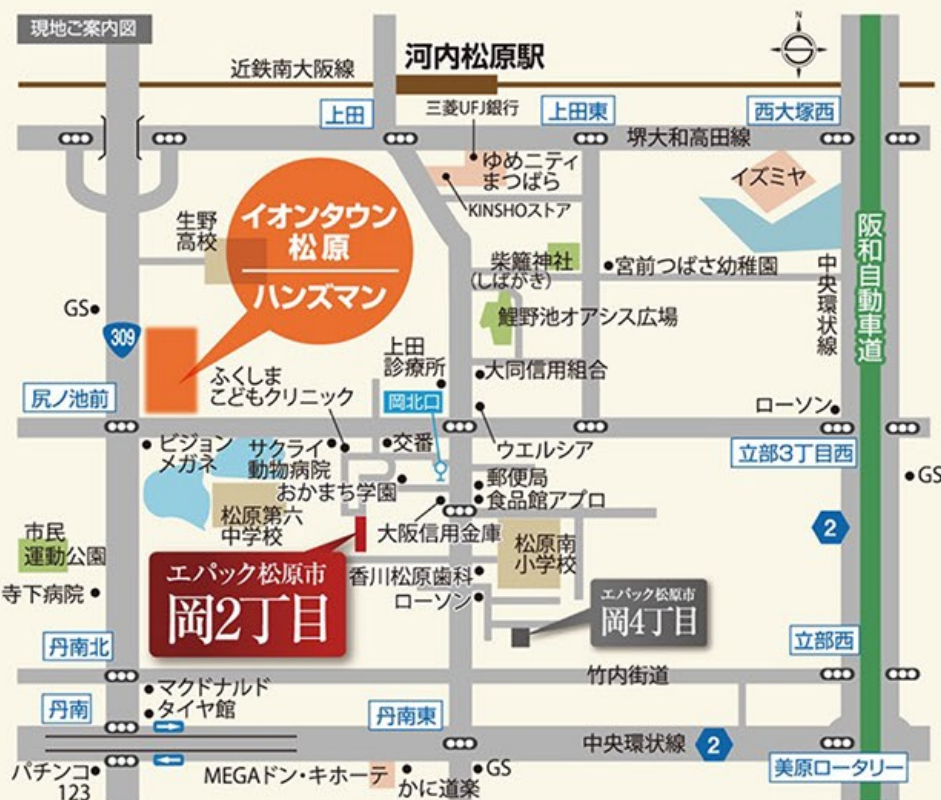 現地ご案内図
N
河内松原駅
近鉄南大阪線
上田
三菱UFJ銀行
上田東
西大塚西
堺大和高田線
ゆめニティ
まつばら
KINSHOストア
イズミヤ
生野
高校
イオンタウン
松原
ハンズマン
柴籬神社
(しばがき)
宮前つばさ幼稚園
中央環状線
阪和自動車道
GS
309
鯉野池オアシス広場
上田
診療所
大同信用組合
ふくしま
こどもクリニック
岡北口
尻ノ池前
ローソン
ビジョン
メガネ
サクライ
動物病院
交番
ウエルシア
立部3丁目西
GS
おかまち学園
郵便局
食品館アプロ
松原第六
中学校
大阪信用金庫
松原南
小学校
2
市民
運動公園
エパック松原市
岡2丁目
香川松原歯科
ローソン
寺下病院
エパック松原市
岡4丁目
丹南北
立部西
竹内街道
マクドナルド
タイヤ館
丹南
丹南東
中央環状線
2
美原ロータリー
パチンコ
123
MEGAドン・キホーテ
かに道楽
GS